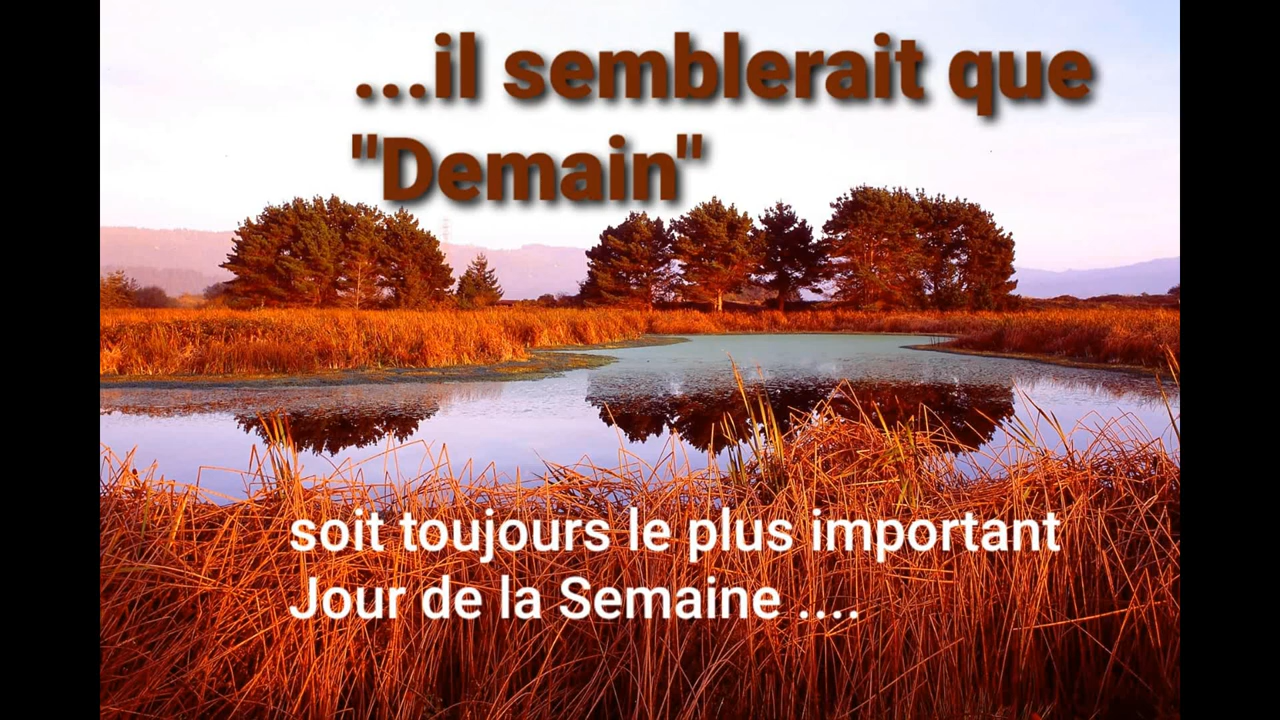 ...il semblerait que
"Demain"
soit toujours le plus important
Jour de la Semaine ....